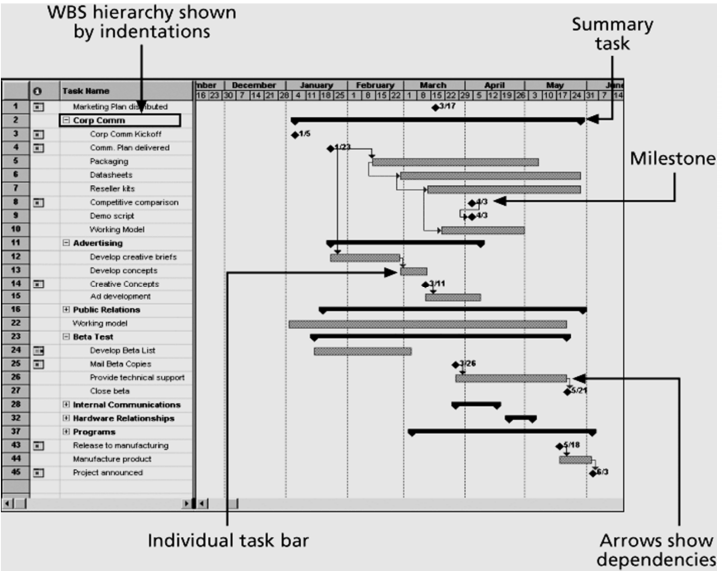 WBS hierarchy shown
by indentations
Summary
task
Task Name
mber December January February March April May June
16 23 30 7 14 21 28 4 11 18 25 1 8 15 22 1 8 15 22 29 5 12 19 26 3 10 17 24 31 7 14
1 Marketing Plan distributed 3/17
2 Corp Comm
3 Corp Comm Kickoff 1/5
4 Comm. Plan delivered 1/23
5 Packaging
6 Datasheets
7 Reseller kits
Milestone
8 Competitive comparison 4/3
9 Demo script 4/3
10 Working Model
11 Advertising
12 Develop creative briefs
13 Develop concepts
14 Creative Concepts 3/11
15 Ad development
16 Public Relations
22 Working model
23 Beta Test
24 Develop Beta List
25 Mail Beta Copies 3/26
26 Provide technical support
27 Close beta 5/21
28 Internal Communications
32 Hardware Relationships
37 Programs
43 Release to manufacturing 5/18
44 Manufacture product
45 Project announced 6/3
Individual task bar
Arrows show
dependencies